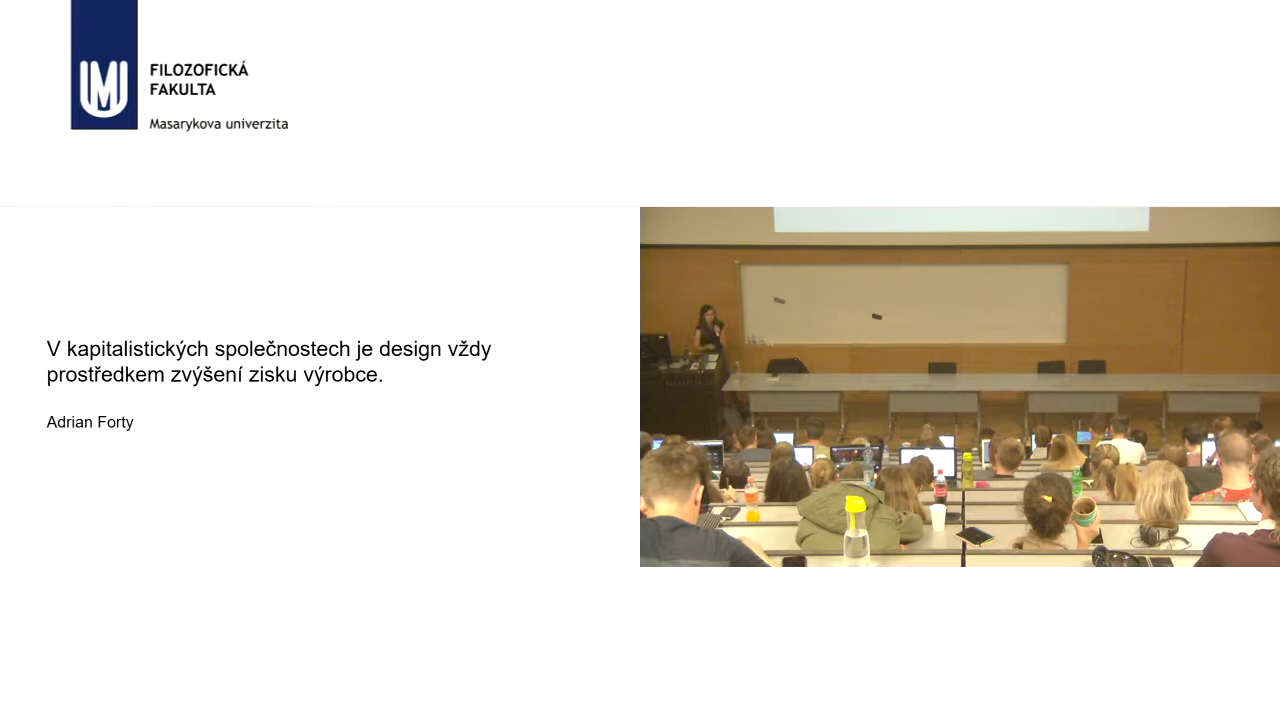 FILOZOFICKÁ
FAKULTA
Masarykova univerzita
V kapitalistických společnostech je design vždy
prostředkem zvýšení zisku výrobce.
Adrian Forty